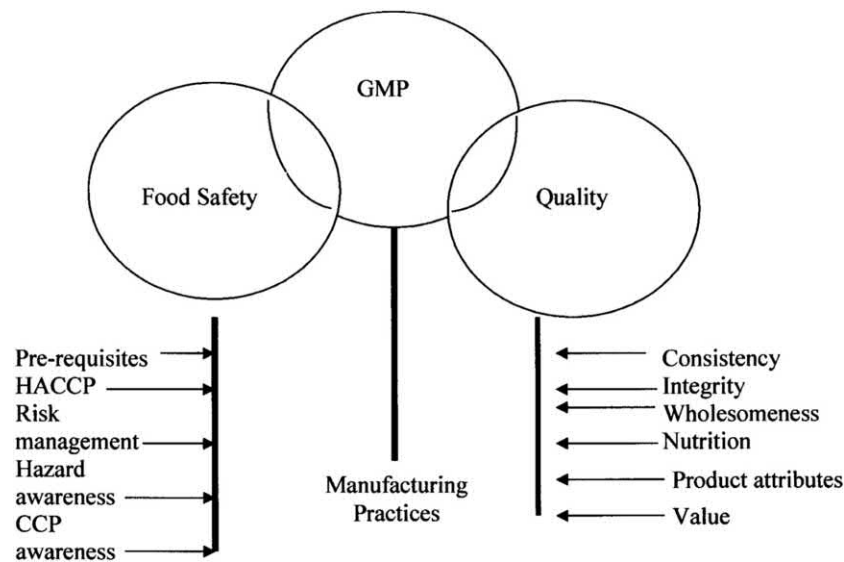 GMP
Food Safety
Quality
Pre-requisites
HACCP
Risk
management
Hazard
awareness
CCP
awareness
Manufacturing
Practices
Consistency
Integrity
Wholesomeness
Nutrition
Product attributes
Value